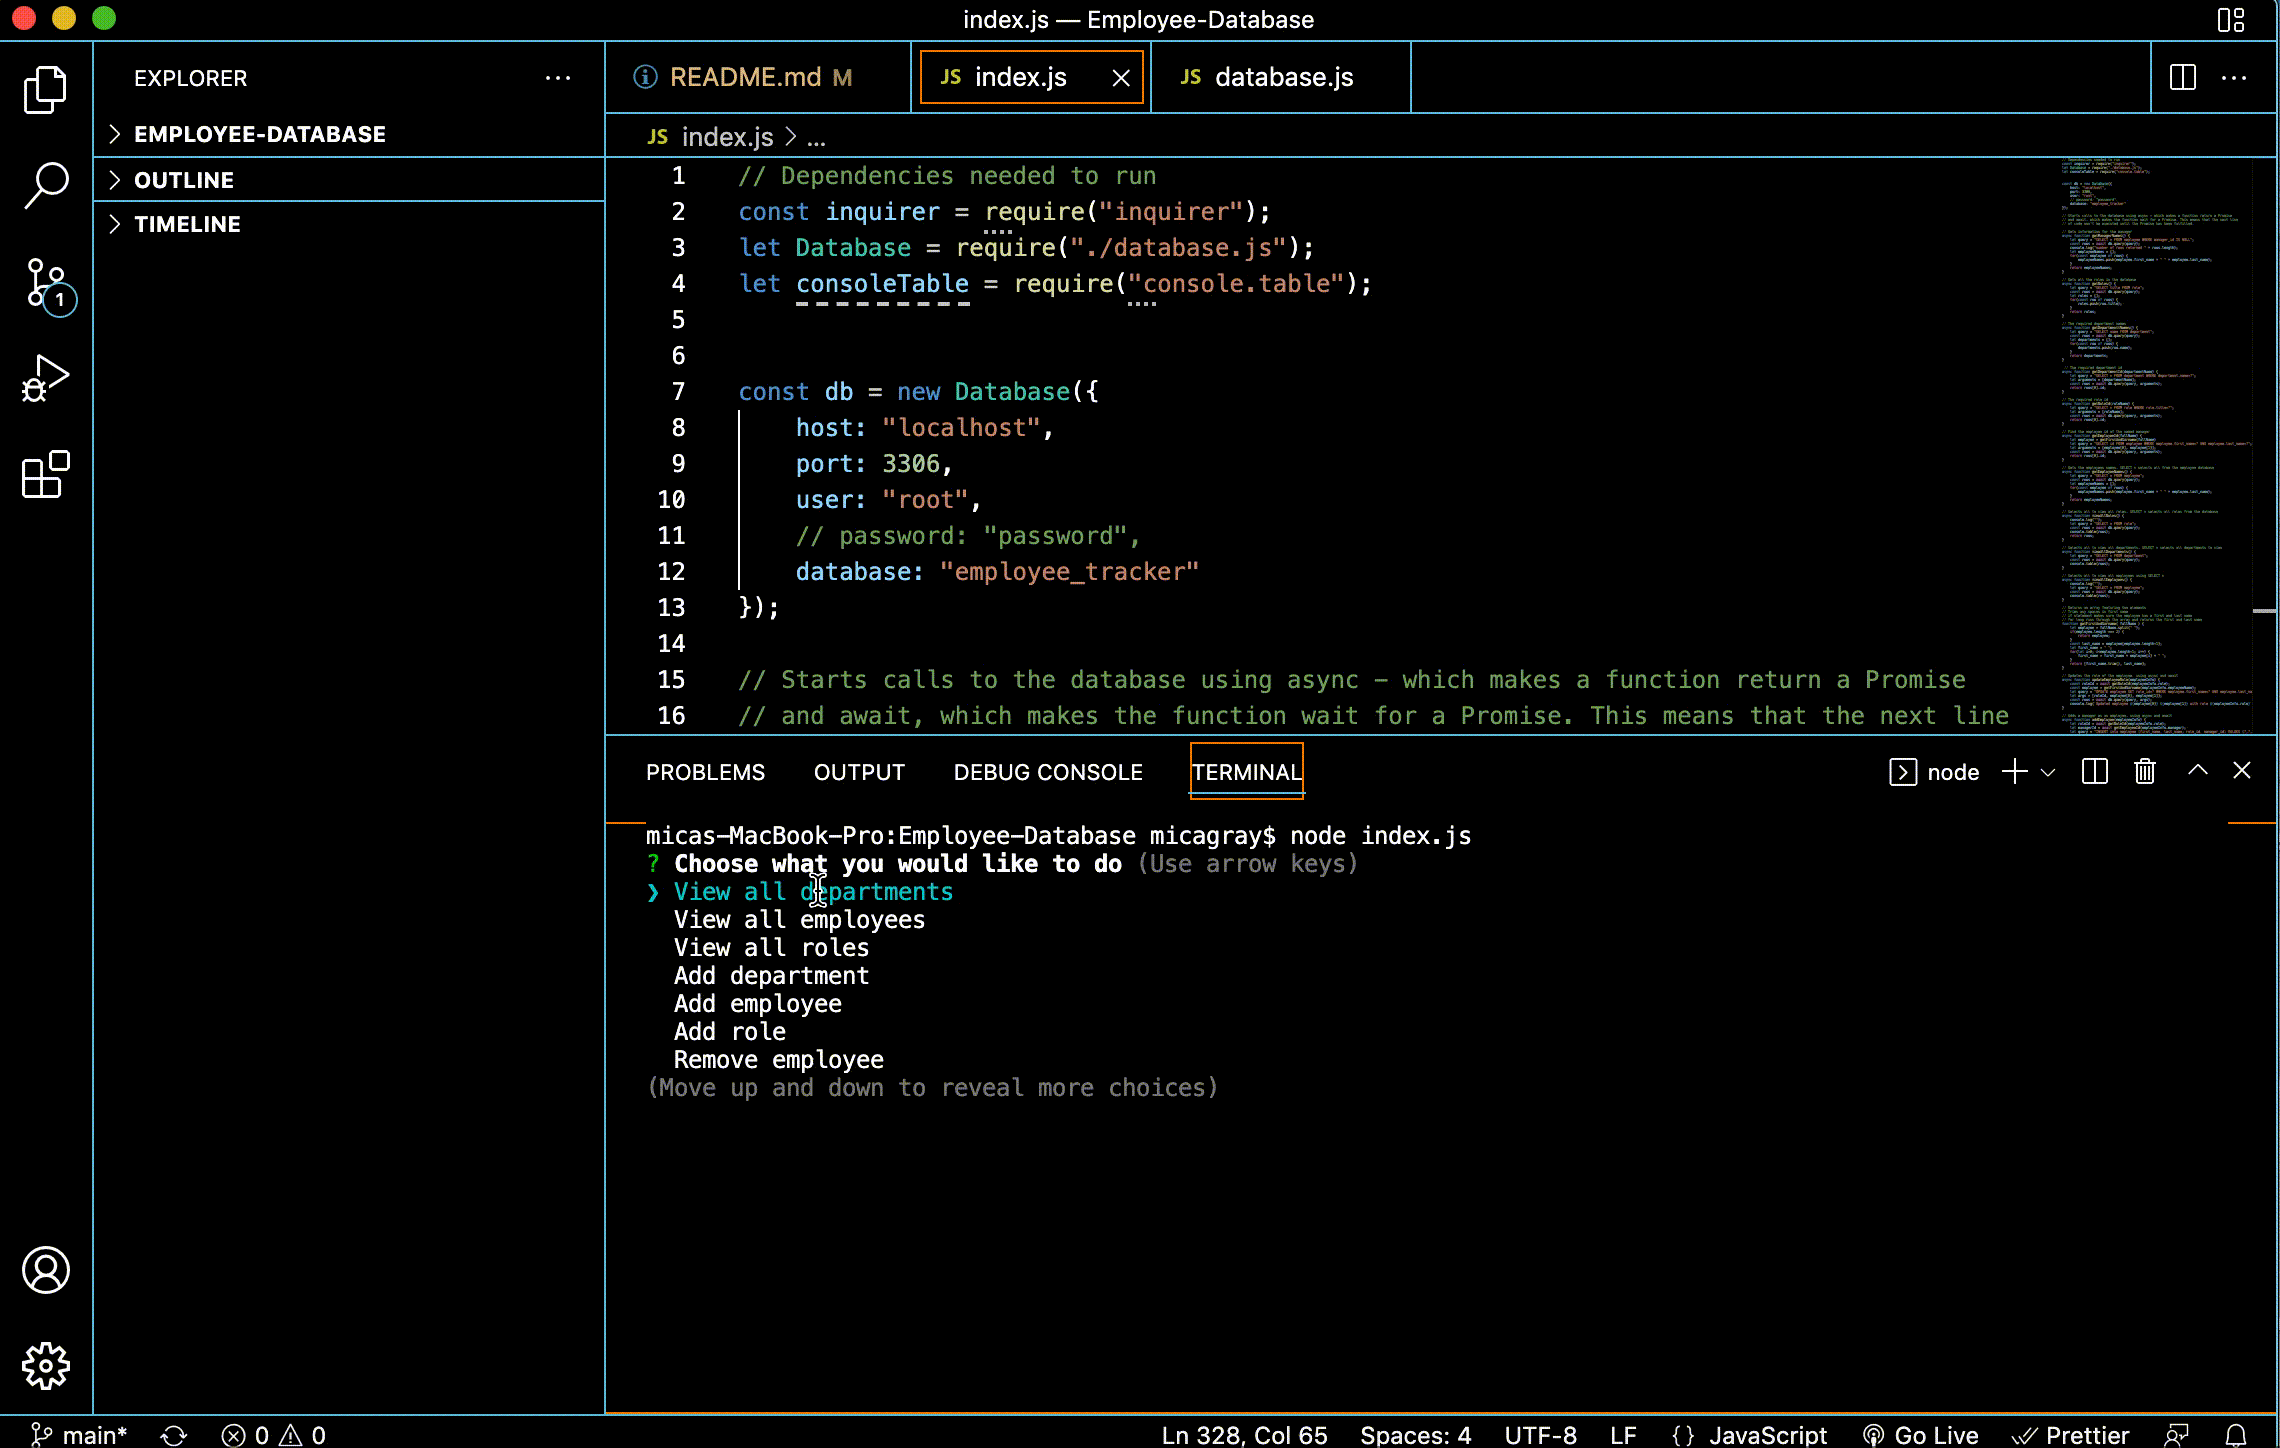 index.js — Employee-Database
EXPLORER
EMPLOYEE-DATABASE
OUTLINE
TIMELINE
1
README.md M
JS index.js
JS database.js
JS index.js > ...
1 // Dependencies needed to run
2 const inquirer = require("inquirer");
3 let Database = require("./database.js");
4 let consoleTable = require("console.table");
5
6
7 const db = new Database({
8 host: "localhost",
9 port: 3306,
10 user: "root",
11 // password: "password",
12 database: "employee_tracker"
13 });
14
15 // Starts calls to the database using async – which makes a function return a Promise
16 // and await, which makes the function wait for a Promise. This means that the next line
PROBLEMS OUTPUT DEBUG CONSOLE TERMINAL
node
micas-MacBook-Pro:Employee-Database micagray$ node index.js
? Choose what you would like to do (Use arrow keys)
❯ View all departments
View all employees
View all roles
Add department
Add employee
Add role
Remove employee
(Move up and down to reveal more choices)
main* 0 0
Ln 328, Col 65 Spaces: 4 UTF-8 LF {} JavaScript Go Live Prettier